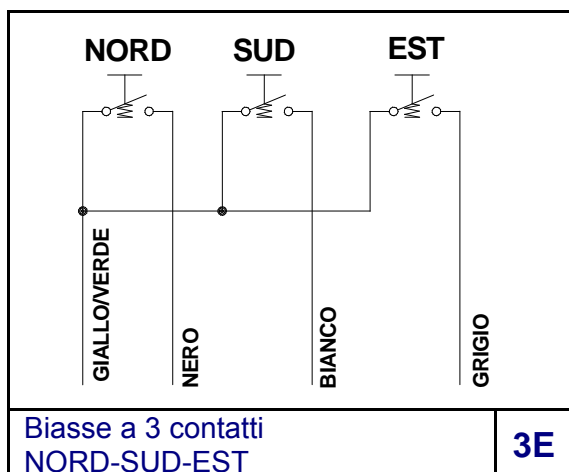 NORD SUD EST
GIALLO/VERDE
NERO
BIANCO
GRIGIO
Biasse a 3 contatti
NORD-SUD-EST
3E